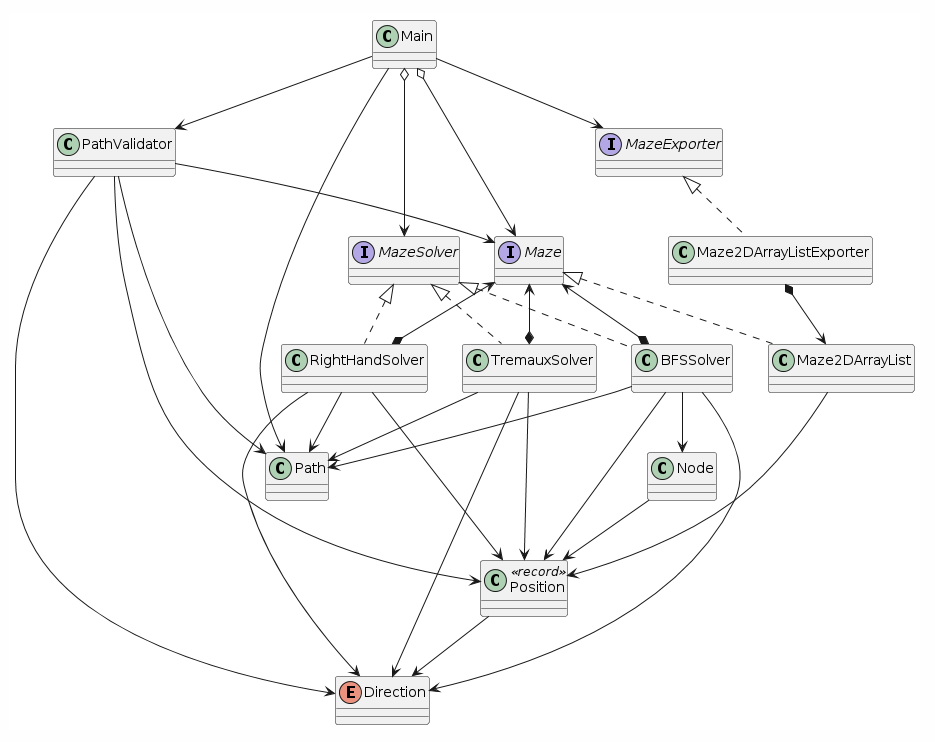 C Main
C PathValidator
I MazeExporter
I MazeSolver
I Maze
C Maze2DArrayListExporter
C RightHandSolver
C TremauxSolver
C BFSSolver
C Maze2DArrayList
C Path
C Node
C «record»
Position
E Direction